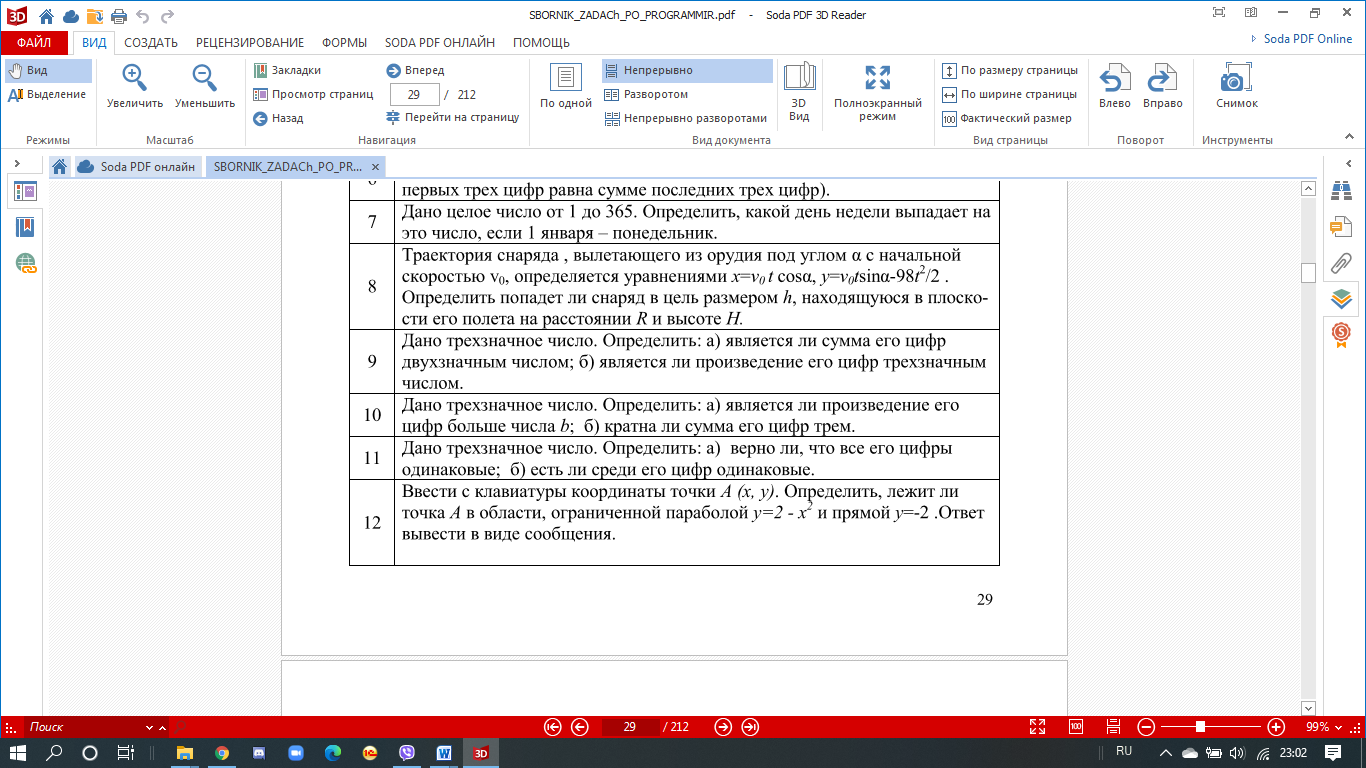 SBORNIK_ZADACh_PO_PROGRAMMIR.pdf - Soda PDF 3D Reader
ФАЙЛ ВИД СОЗДАТЬ РЕЦЕНЗИРОВАНИЕ ФОРМЫ SODA PDF ОНЛАЙН ПОМОЩЬ Soda PDF Online
Вид
Выделение
Режимы
Увеличить Уменьшить
Масштаб
Закладки
Просмотр страниц
Назад
Вперед
29 / 212
Перейти на страницу
Навигация
По одной
Непрерывно
Разворотом
Непрерывно разворотами
3D Вид
Полноэкранный режим
Вид документа
По размеру страницы
По ширине страницы
100 Фактический размер
Вид страницы
Влево Вправо
Поворот
Снимок
Инструменты
Soda PDF онлайн SBORNIK_ZADACh_PO_PR...
первых трех цифр равна сумме последних трех цифр).
7 Дано целое число от 1 до 365. Определить, какой день недели выпадает на
это число, если 1 января – понедельник.
8 Траектория снаряда , вылетающего из орудия под углом α с начальной
скоростью v₀, определяется уравнениями x=v₀ t cosα, y=v₀tsinα-98t²/2 .
Определить попадет ли снаряд в цель размером h, находящуюся в плоско-
сти его полета на расстоянии R и высоте H.
9 Дано трехзначное число. Определить: а) является ли сумма его цифр
двухзначным числом; б) является ли произведение его цифр трехзначным
числом.
10 Дано трехзначное число. Определить: а) является ли произведение его
цифр больше числа b; б) кратна ли сумма его цифр трем.
11 Дано трехзначное число. Определить: а) верно ли, что все его цифры
одинаковые; б) есть ли среди его цифр одинаковые.
12 Ввести с клавиатуры координаты точки A (x, y). Определить, лежит ли
точка A в области, ограниченной параболой y=2 - x² и прямой y=-2 .Ответ
вывести в виде сообщения.
29
Поиск 29 / 212 100 99%
RU 23:02